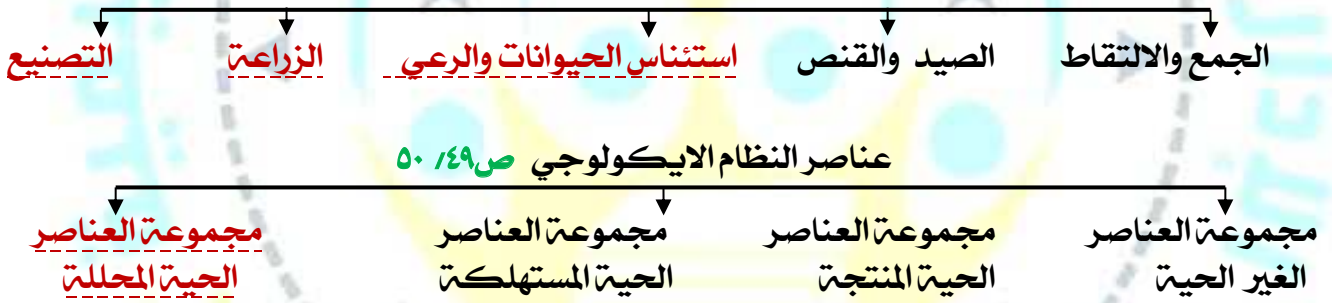 الجمع والالتقاط الصيد والقنص استئناس الحيوانات والرعي الزراعة التصنيع
عناصر النظام الايكولوجي ص٤٩/ ٥٠
مجموعة العناصر الغير الحية
مجموعة العناصر الحية المنتجة
مجموعة العناصر الحية المستهلكة
مجموعة العناصر الحية المحللة